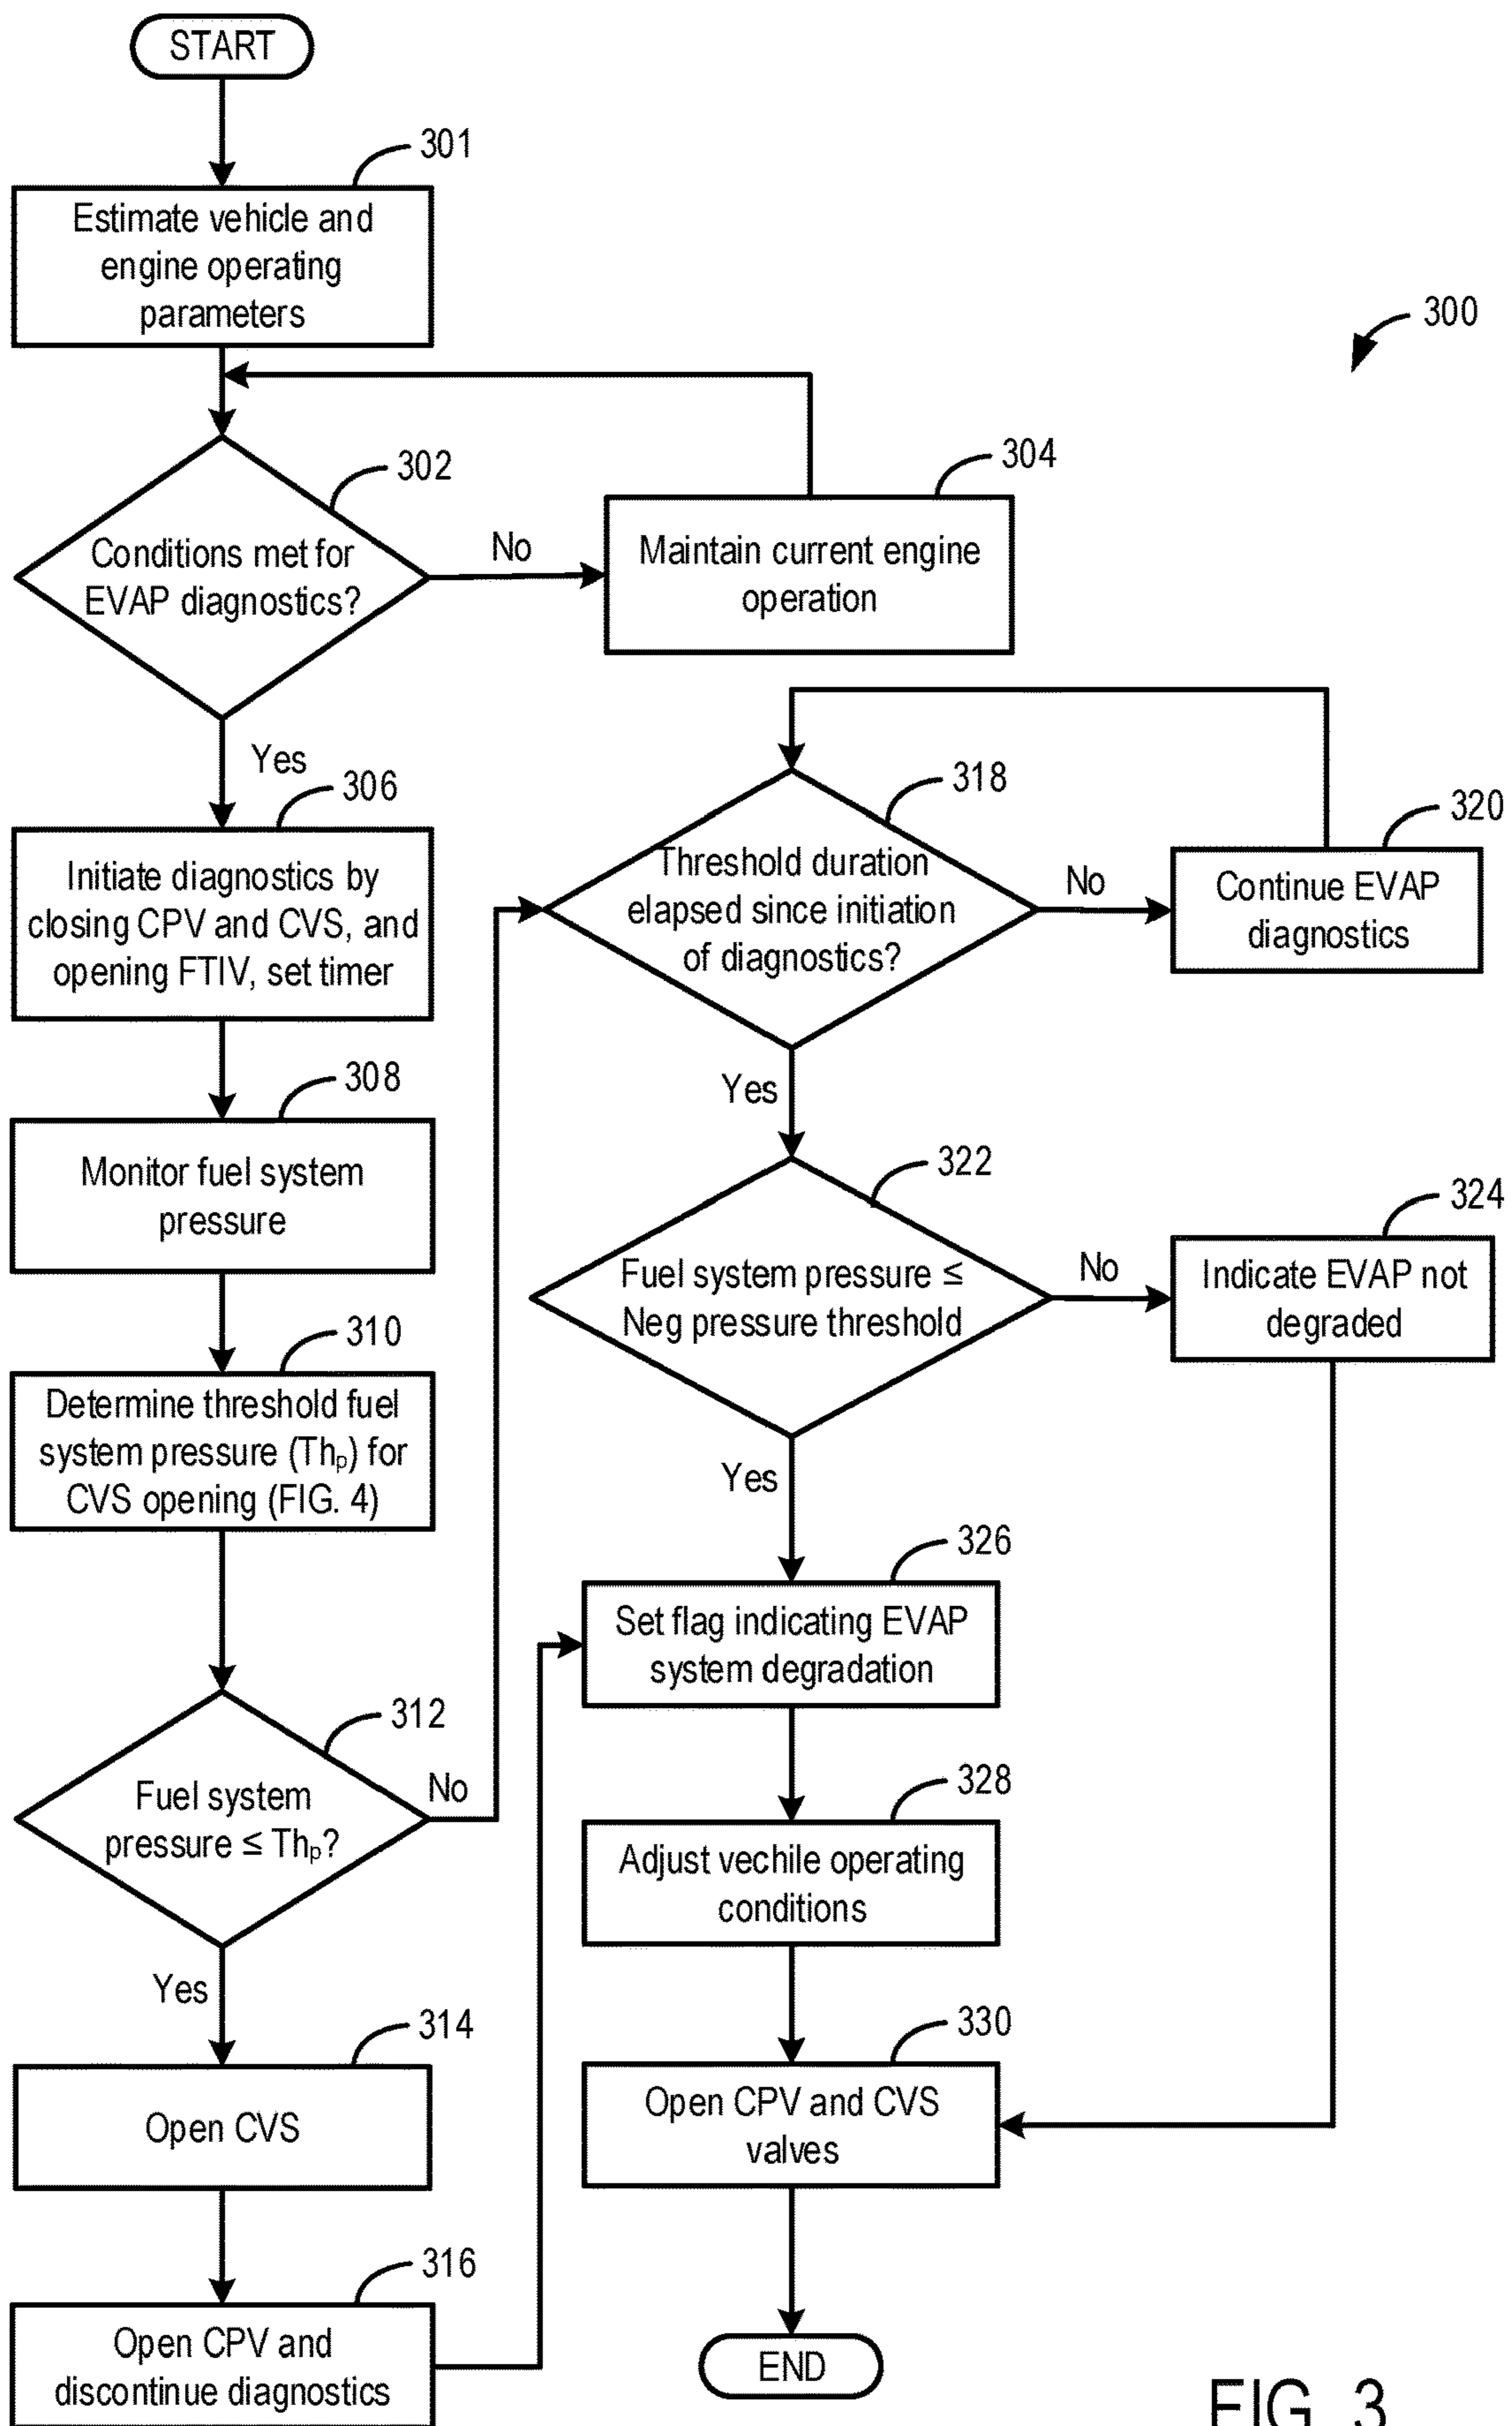 START
301
Estimate vehicle and
engine operating
parameters
300
302
Conditions met for
EVAP diagnostics?
No
304
Maintain current engine
operation
Yes
306
Initiate diagnostics by
closing CPV and CVS, and
opening FTIV, set timer
308
Monitor fuel system
pressure
310
Determine threshold fuel
system pressure (Thₚ) for
CVS opening (FIG. 4)
312
Fuel system
pressure ≤ Thₚ?
No
Yes
314
Open CVS
316
Open CPV and
discontinue diagnostics
318
Threshold duration
elapsed since initiation
of diagnostics?
No
320
Continue EVAP
diagnostics
Yes
322
Fuel system pressure ≤
Neg pressure threshold
No
324
Indicate EVAP not
degraded
Yes
326
Set flag indicating EVAP
system degradation
328
Adjust vechile operating
conditions
330
Open CPV and CVS
valves
END
FIG. 3